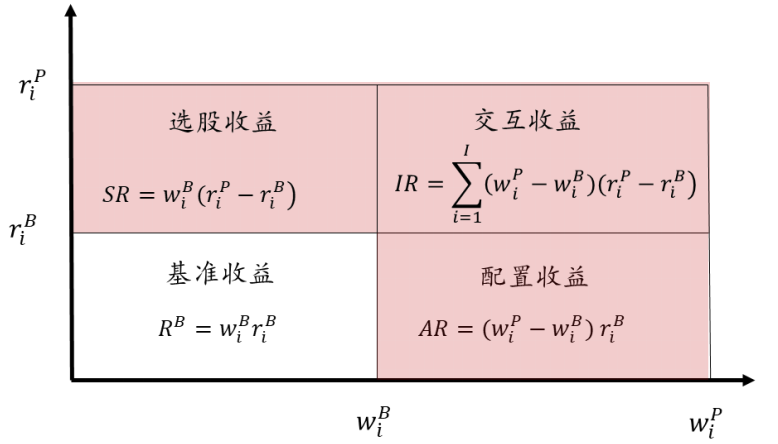 r_i^P
选股收益
交互收益
SR = w_i^B(r_i^P − r_i^B)
IR = ∑_{i=1}^{I}(w_i^P − w_i^B)(r_i^P − r_i^B)
r_i^B
基准收益
配置收益
R^B = w_i^B r_i^B
AR = (w_i^P − w_i^B) r_i^B
w_i^B
w_i^P